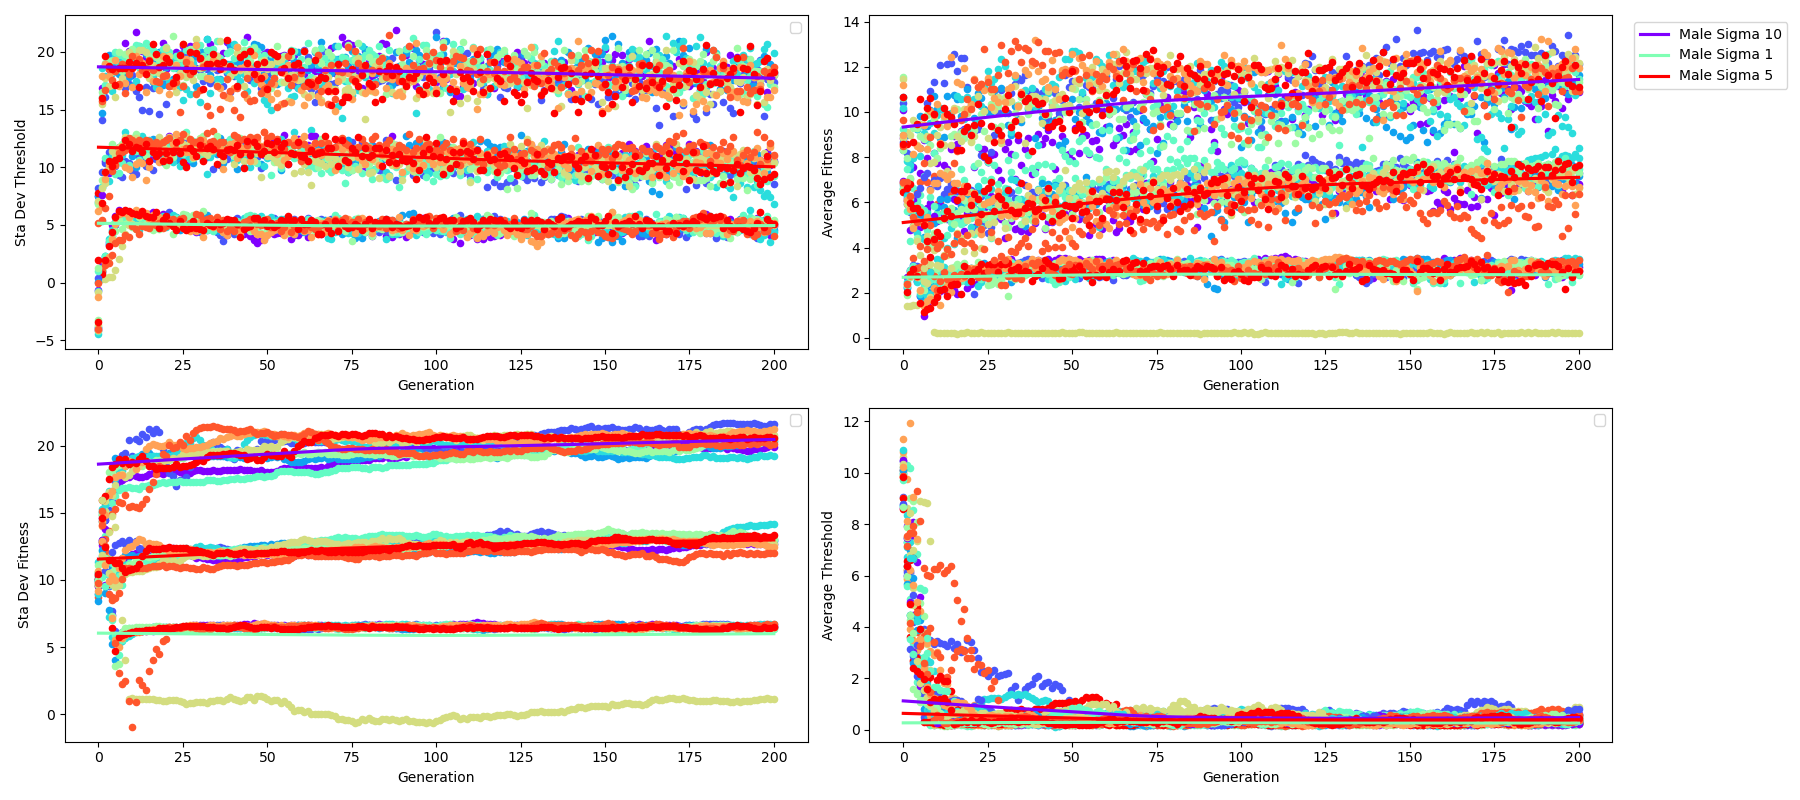 20
15
10
5
0
−5
Sta Dev Threshold
0 25 50 75 100 125 150 175 200
Generation
14
12
10
8
6
4
2
0
Average Fitness
0 25 50 75 100 125 150 175 200
Generation
Male Sigma 10
Male Sigma 1
Male Sigma 5
20
15
10
5
0
Sta Dev Fitness
0 25 50 75 100 125 150 175 200
Generation
12
10
8
6
4
2
0
Average Threshold
0 25 50 75 100 125 150 175 200
Generation